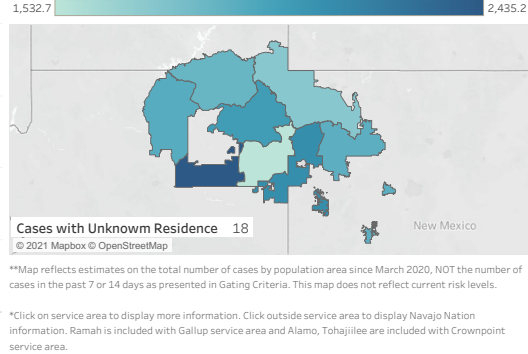 1,532.7 2,435.2
New Mexico
Cases with Unknowm Residence 18
© 2021 Mapbox © OpenStreetMap
**Map reflects estimates on the total number of cases by population area since March 2020, NOT the number of
cases in the past 7 or 14 days as presented in Gating Criteria. This map does not reflect current risk levels.
*Click on service area to display more information. Click outside service area to display Navajo Nation
information. Ramah is included with Gallup service area and Alamo, Tohajiilee are included with Crownpoint
service area.